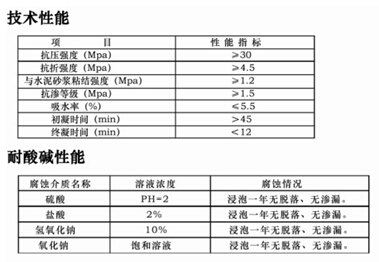 技术性能
项 目 性 能 指 标
抗压强度（Mpa） ≥30
抗折强度（Mpa） ≥4.5
与水泥砂浆粘结强度（Mpa） ≥1.2
抗渗等级（Mpa） ≥1.5
吸水率（%） ≤5.5
初凝时间（min） >45
终凝时间（min） <12
耐酸碱性能
腐蚀介质名称 溶液浓度 腐蚀情况
硫酸 PH=2 浸泡一年无脱落、无渗漏。
盐酸 2% 浸泡一年无脱落、无渗漏。
氢氧化钠 10% 浸泡一年无脱落、无渗漏。
氧化钠 饱和溶液 浸泡一年无脱落、无渗漏。